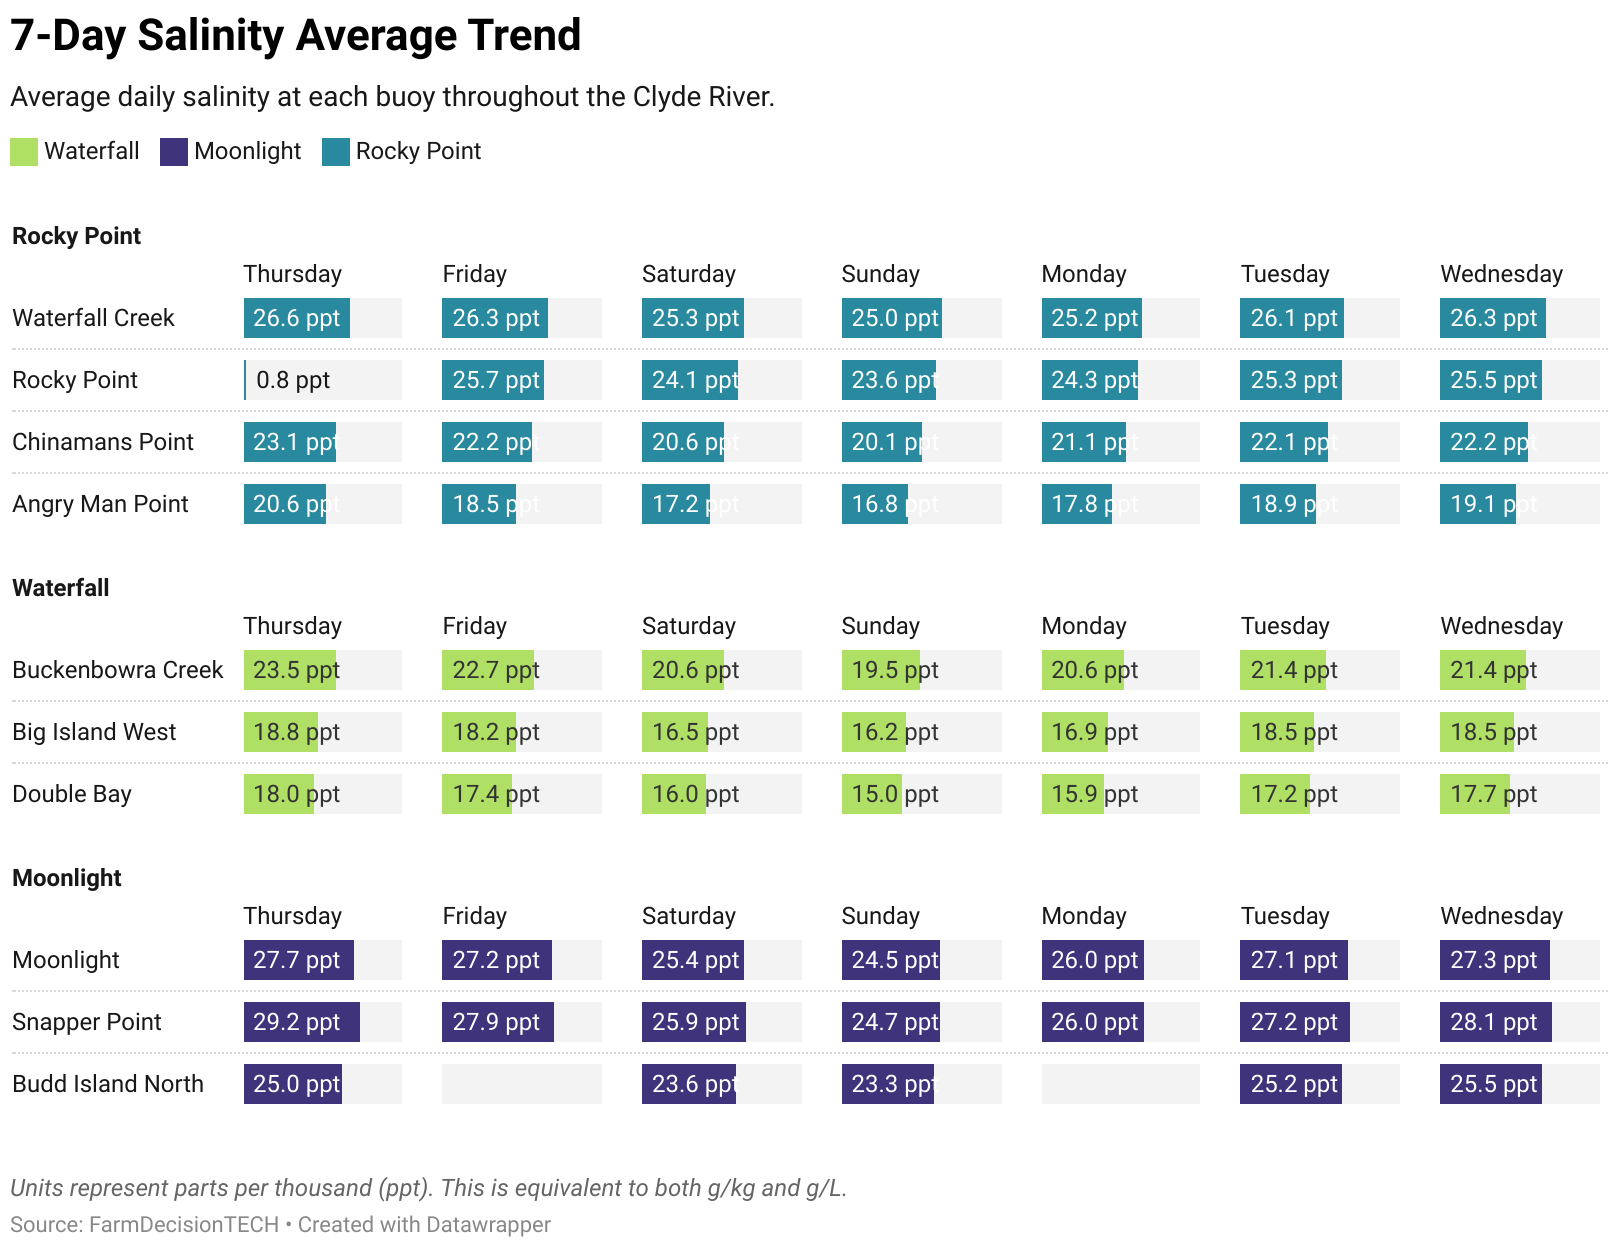 7-Day Salinity Average Trend
Average daily salinity at each buoy throughout the Clyde River.
Waterfall Moonlight Rocky Point
Rocky Point
Thursday Friday Saturday Sunday Monday Tuesday Wednesday
Waterfall Creek 26.6 ppt 26.3 ppt 25.3 ppt 25.0 ppt 25.2 ppt 26.1 ppt 26.3 ppt
Rocky Point 0.8 ppt 25.7 ppt 24.1 ppt 23.6 ppt 24.3 ppt 25.3 ppt 25.5 ppt
Chinamans Point 23.1 ppt 22.2 ppt 20.6 ppt 20.1 ppt 21.1 ppt 22.1 ppt 22.2 ppt
Angry Man Point 20.6 ppt 18.5 ppt 17.2 ppt 16.8 ppt 17.8 ppt 18.9 ppt 19.1 ppt
Waterfall
Thursday Friday Saturday Sunday Monday Tuesday Wednesday
Buckenbowra Creek 23.5 ppt 22.7 ppt 20.6 ppt 19.5 ppt 20.6 ppt 21.4 ppt 21.4 ppt
Big Island West 18.8 ppt 18.2 ppt 16.5 ppt 16.2 ppt 16.9 ppt 18.5 ppt 18.5 ppt
Double Bay 18.0 ppt 17.4 ppt 16.0 ppt 15.0 ppt 15.9 ppt 17.2 ppt 17.7 ppt
Moonlight
Thursday Friday Saturday Sunday Monday Tuesday Wednesday
Moonlight 27.7 ppt 27.2 ppt 25.4 ppt 24.5 ppt 26.0 ppt 27.1 ppt 27.3 ppt
Snapper Point 29.2 ppt 27.9 ppt 25.9 ppt 24.7 ppt 26.0 ppt 27.2 ppt 28.1 ppt
Budd Island North 25.0 ppt 23.6 ppt 23.3 ppt 25.2 ppt 25.5 ppt
Units represent parts per thousand (ppt). This is equivalent to both g/kg and g/L.
Source: FarmDecisionTECH • Created with Datawrapper